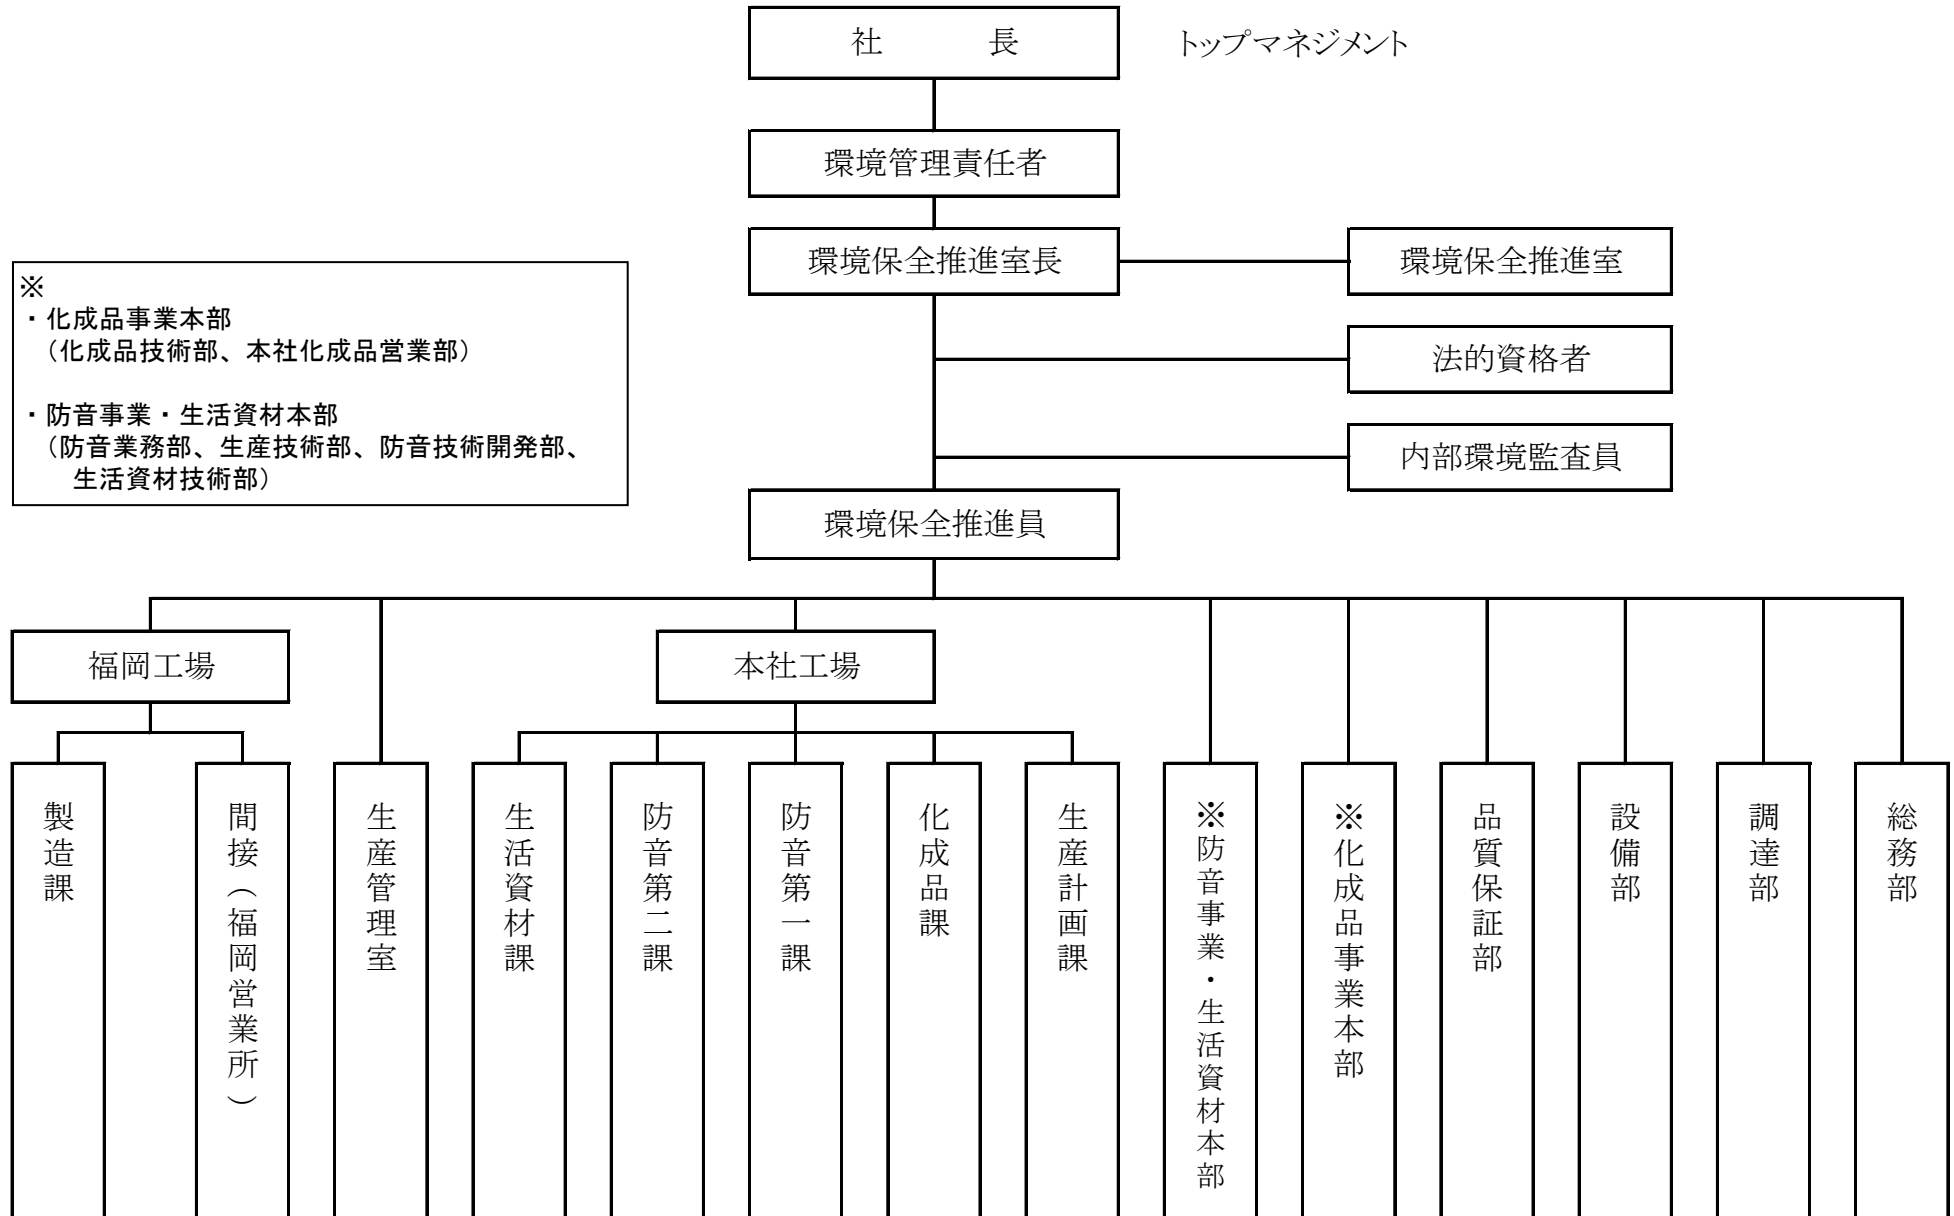 社　　　長
トップマネジメント
環境管理責任者
環境保全推進室長
環境保全推進室
※
・化成品事業本部
（化成品技術部、本社化成品営業部）
・防音事業・生活資材本部
（防音業務部、生産技術部、防音技術開発部、
生活資材技術部）
法的資格者
内部環境監査員
環境保全推進員
福岡工場
本社工場
製造課
間接（福岡営業所）
生産管理室
生活資材課
防音第二課
防音第一課
化成品課
生産計画課
※防音事業・生活資材本部
※化成品事業本部
品質保証部
設備部
調達部
総務部